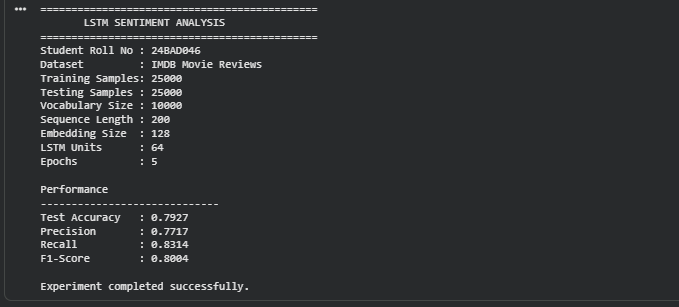 =============================================
LSTM SENTIMENT ANALYSIS
=============================================
Student Roll No : 24BAD046
Dataset         : IMDB Movie Reviews
Training Samples: 25000
Testing Samples : 25000
Vocabulary Size : 10000
Sequence Length : 200
Embedding Size  : 128
LSTM Units      : 64
Epochs          : 5

Performance
-----------------------------
Test Accuracy   : 0.7927
Precision       : 0.7717
Recall          : 0.8314
F1-Score        : 0.8004

Experiment completed successfully.